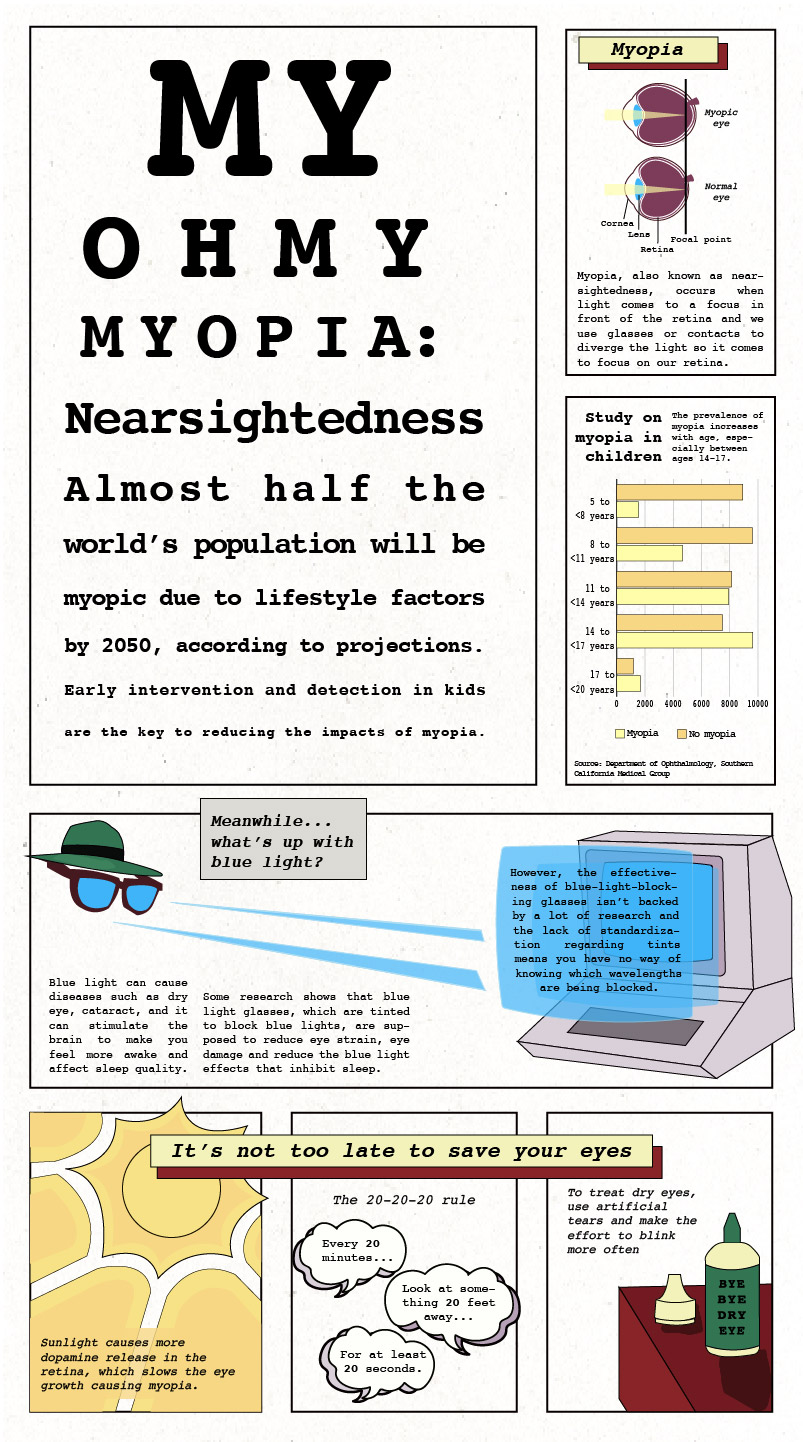 MY
OHMY
MYOPIA:
Nearsightedness
Almost half the
world's population will be
myopic due to lifestyle factors
by 2050, according to projections.
Early intervention and detection in kids
are the key to reducing the impacts of myopia.
Myopia
Myopic
eye
Normal
eye
Cornea
Lens
Retina
Focal point
Myopia, also known as near-
sightedness, occurs when
light comes to a focus in
front of the retina and we
use glasses or contacts to
diverge the light so it comes
to focus on our retina.
Study on
myopia in
children
The prevalence of
myopia increases
with age, espe-
cially between
ages 14-17.
5 to
<8 years
8 to
<11 years
11 to
<14 years
14 to
<17 years
17 to
<20 years
0 2000 4000 6000 8000 10000
Myopia No myopia
Source: Department of Ophthalmology, Southern
California Medical Group
Meanwhile...
what's up with
blue light?
Blue light can cause
diseases such as dry
eye, cataract, and it
can stimulate the
brain to make you
feel more awake and
affect sleep quality.
Some research shows that blue
light glasses, which are tinted
to block blue lights, are sup-
posed to reduce eye strain, eye
damage and reduce the blue light
effects that inhibit sleep.
However, the effective-
ness of blue-light-block-
ing glasses isn't backed
by a lot of research and
the lack of standardiza-
tion regarding tints
means you have no way of
knowing which wavelengths
are being blocked.
It's not too late to save your eyes
Sunlight causes more
dopamine release in the
retina, which slows the eye
growth causing myopia.
The 20-20-20 rule
Every 20
minutes...
Look at some-
thing 20 feet
away...
For at least
20 seconds.
To treat dry eyes,
use artificial
tears and make the
effort to blink
more often
BYE
BYE
DRY
EYE